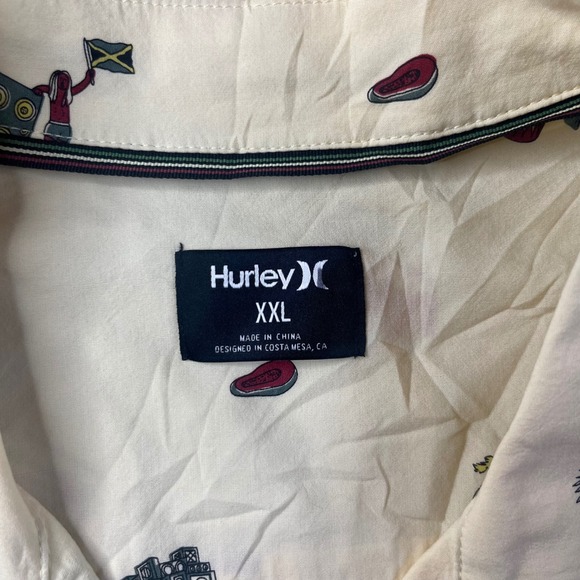 Hurley
XXL
MADE IN CHINA
DESIGNED IN COSTA MESA, CA